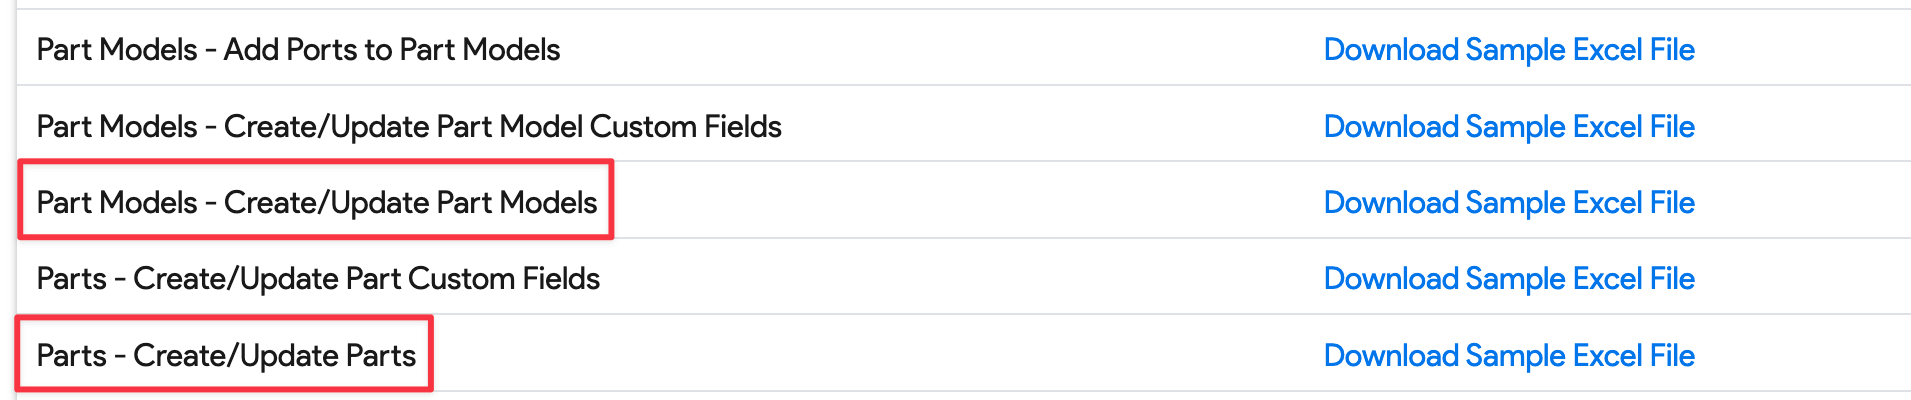 Part Models - Add Ports to Part Models Download Sample Excel File
Part Models - Create/Update Part Model Custom Fields Download Sample Excel File
Part Models - Create/Update Part Models Download Sample Excel File
Parts - Create/Update Part Custom Fields Download Sample Excel File
Parts - Create/Update Parts Download Sample Excel File